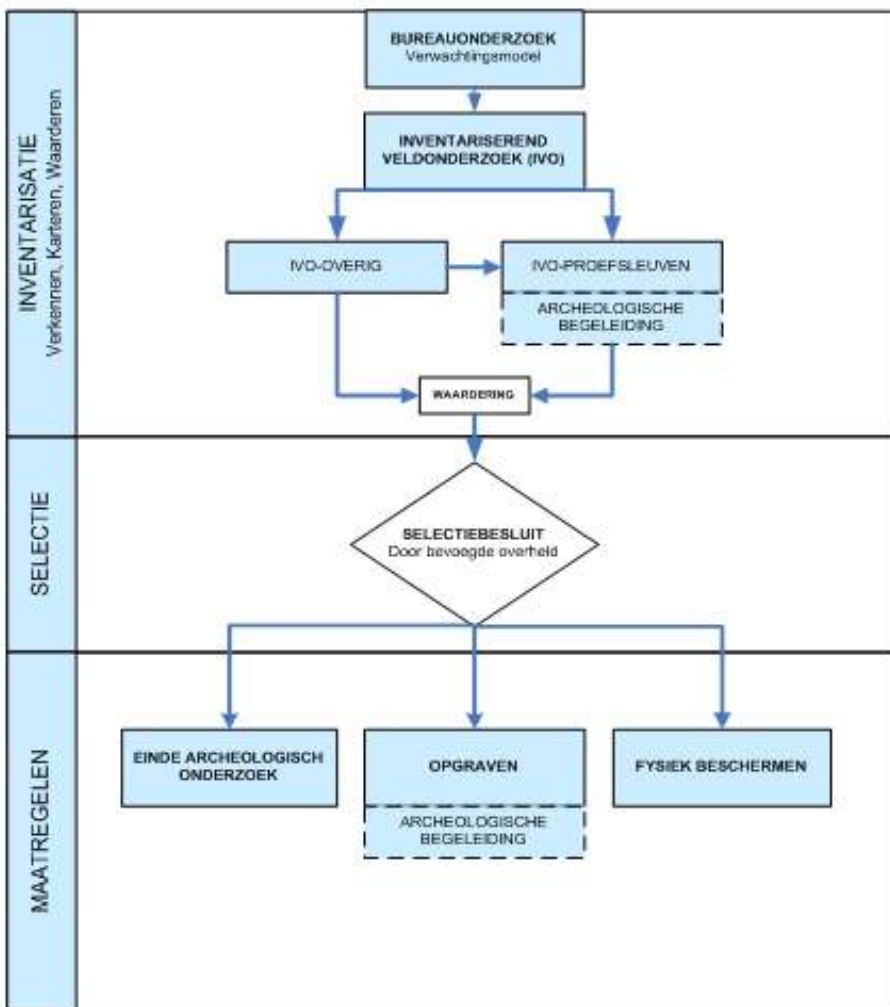 BUREAUONDERZOEK
Verwachtingsmodel
INVENTARISEREND
VELDONDERZOEK (IVO)
IVO-OVERIG
IVO-PROEFSLEUVEN
ARCHEOLOGISCHE
BEGELEIDING
WAARDERING
INVENTARISATIE
Verkennen, Karteren, Waarderen
SELECTIEBESLUIT
Door bevoegde overheid
SELECTIE
EINDE ARCHEOLOGISCH
ONDERZOEK
OPGRAVEN
ARCHEOLOGISCHE
BEGELEIDING
FYSIEK BESCHERMEN
MAATREGELEN